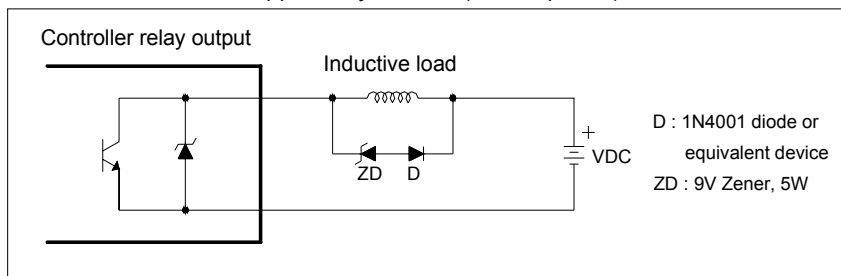 Controller relay output
Inductive load
ZD
D
+
VDC
D : 1N4001 diode or
equivalent device
ZD : 9V Zener, 5W